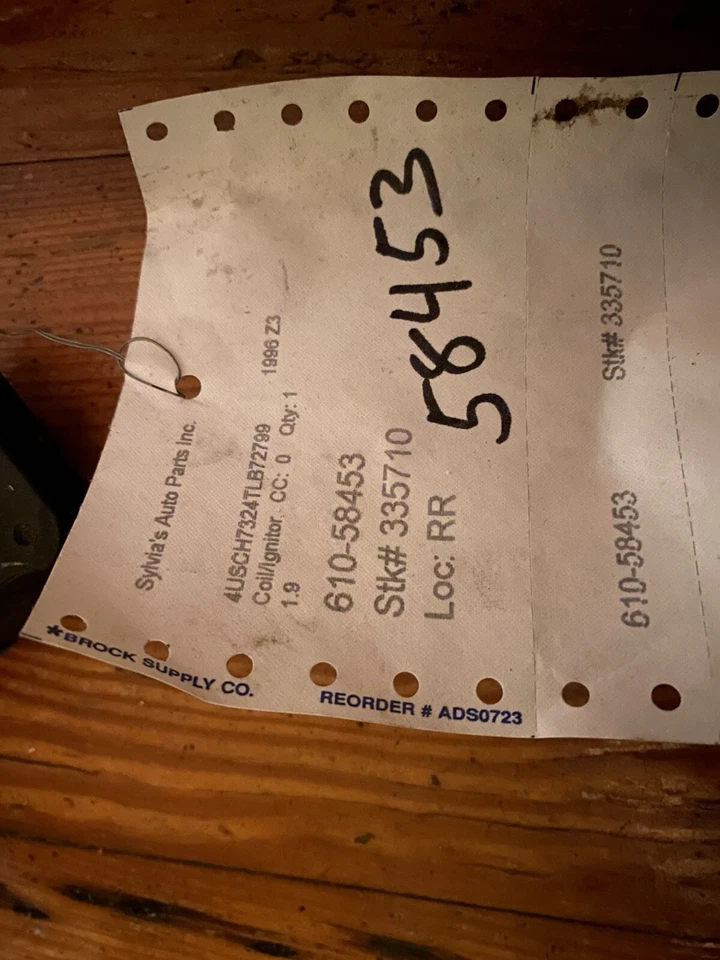 Sylvia's Auto Parts Inc.
4USCH7324TLB72799 1996 Z3
Coil/Ignitor, CC: 0 Qty: 1
1.9
610-58453
Stk# 335710
Loc: RR
58453
610-58453 Stk# 335710
*BROCK SUPPLY CO. REORDER # ADS0723